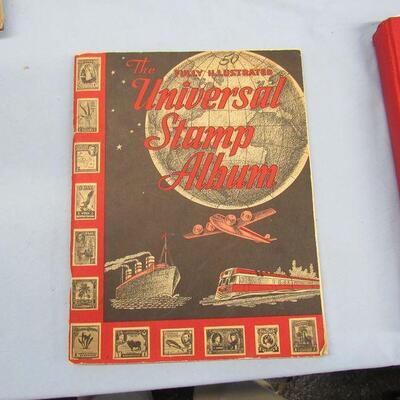 50
The
FULLY ILLUSTRATED
Universal
Stamp
Album